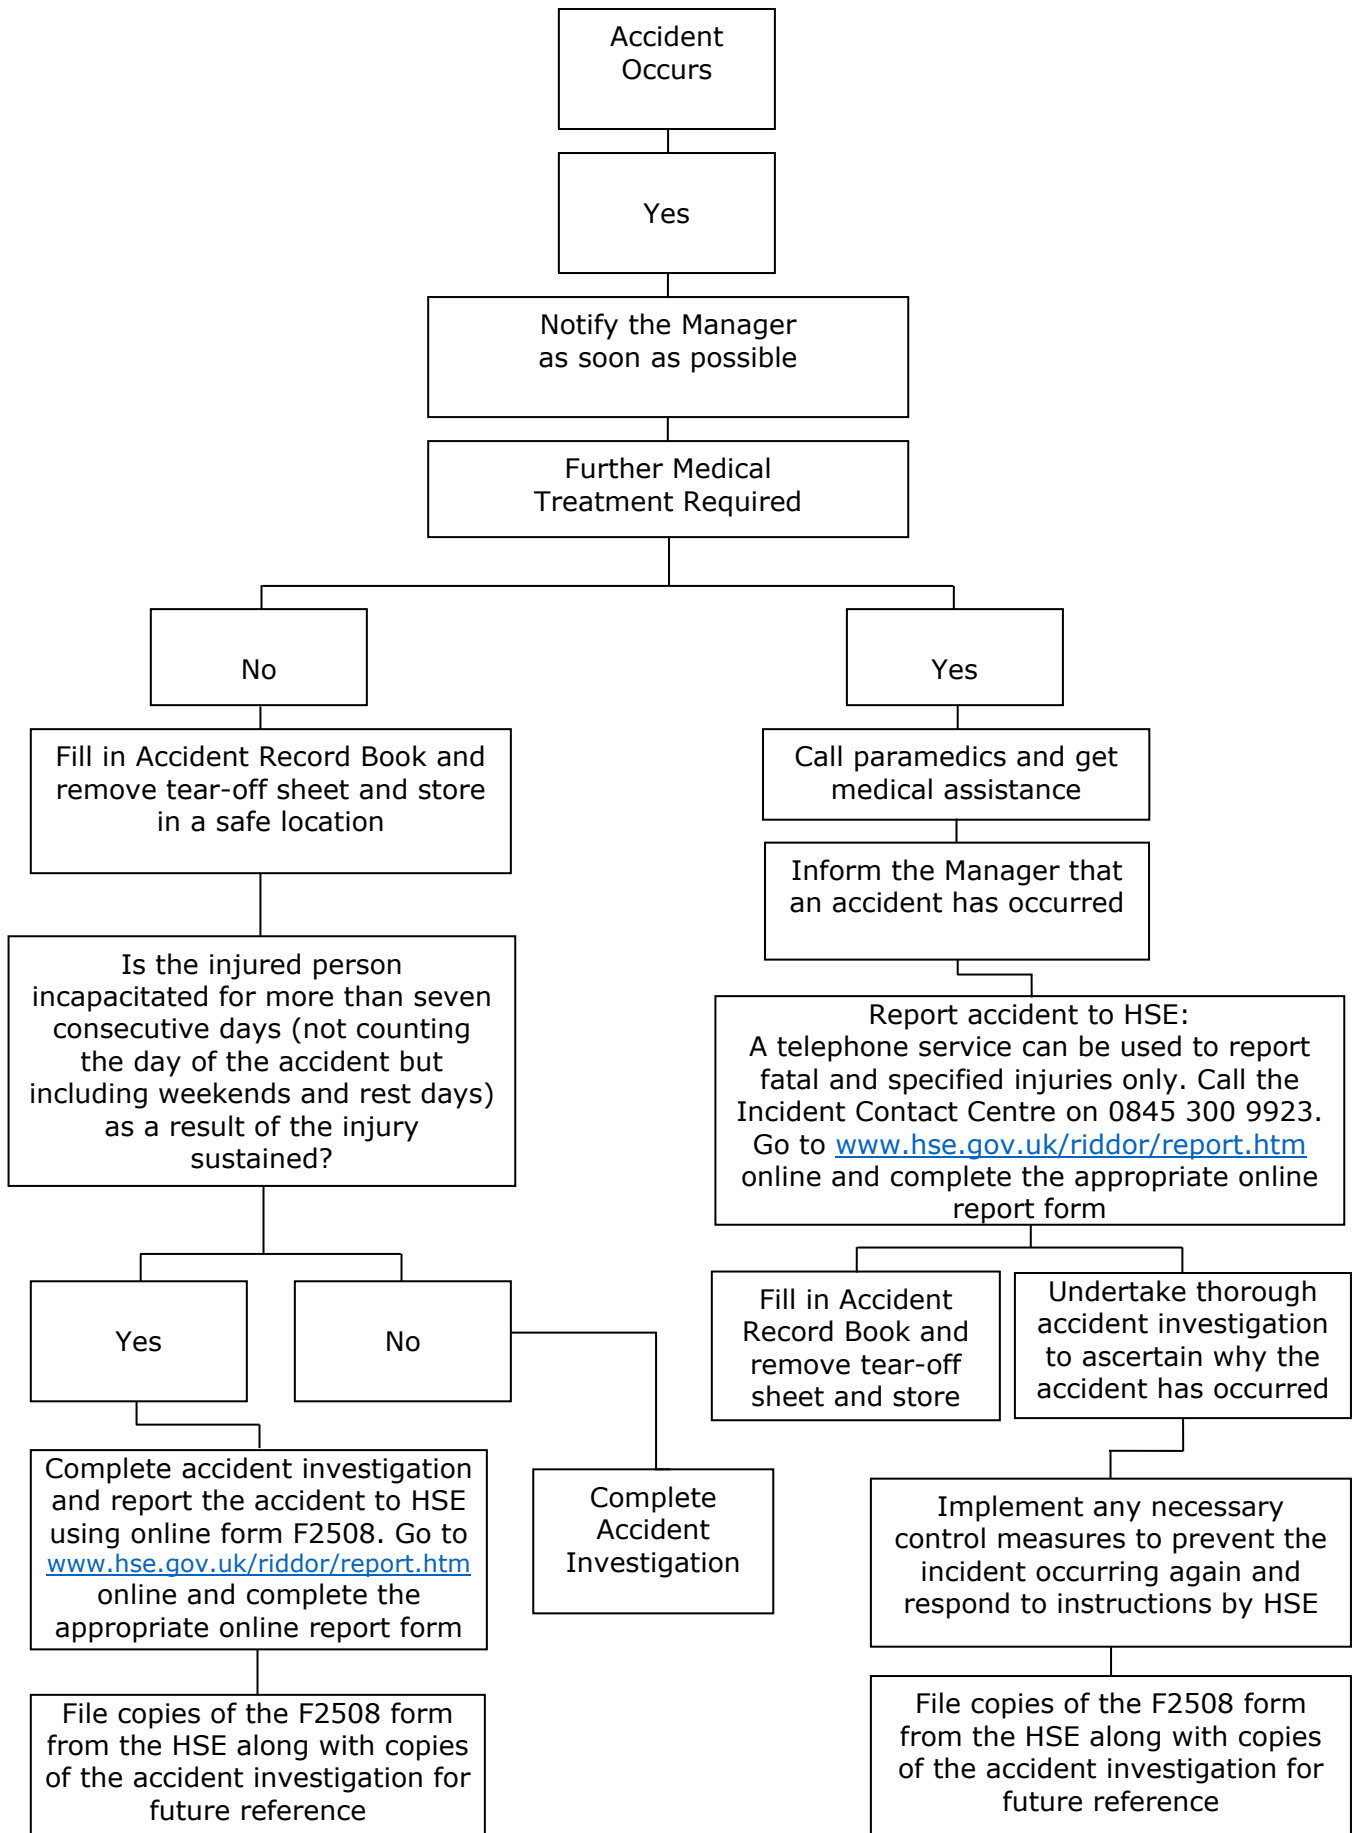 Accident
Occurs
Yes
Notify the Manager
as soon as possible
Further Medical
Treatment Required
No
Yes
Fill in Accident Record Book and
remove tear-off sheet and store
in a safe location
Call paramedics and get
medical assistance
Inform the Manager that
an accident has occurred
Is the injured person
incapacitated for more than seven
consecutive days (not counting
the day of the accident but
including weekends and rest days)
as a result of the injury
sustained?
Report accident to HSE:
A telephone service can be used to report
fatal and specified injuries only. Call the
Incident Contact Centre on 0845 300 9923.
Go to www.hse.gov.uk/riddor/report.htm
online and complete the appropriate online
report form
Yes
No
Fill in Accident
Record Book and
remove tear-off
sheet and store
Undertake thorough
accident investigation
to ascertain why the
accident has occurred
Complete accident investigation
and report the accident to HSE
using online form F2508. Go to
www.hse.gov.uk/riddor/report.htm
online and complete the
appropriate online report form
Complete
Accident
Investigation
Implement any necessary
control measures to prevent the
incident occurring again and
respond to instructions by HSE
File copies of the F2508 form
from the HSE along with copies
of the accident investigation for
future reference
File copies of the F2508 form
from the HSE along with copies
of the accident investigation for
future reference